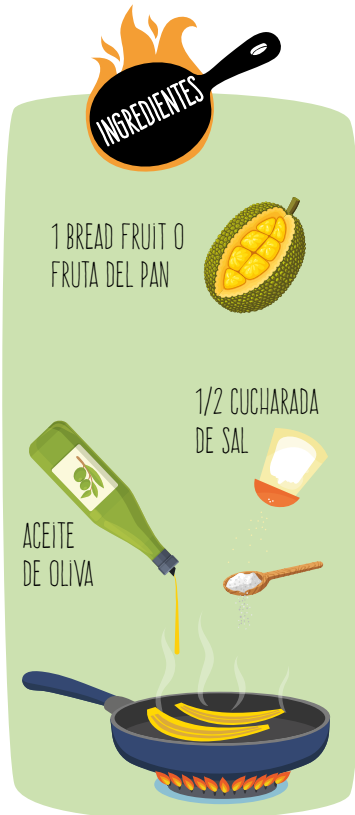 INGREDIENTES
1 BREAD FRUIT O
FRUTA DEL PAN
1/2 CUCHARADA
DE SAL
ACEITE
DE OLIVA